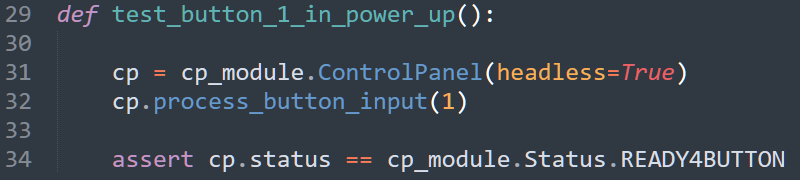 29 def test_button_1_in_power_up():
30
31     cp = cp_module.ControlPanel(headless=True)
32     cp.process_button_input(1)
33
34     assert cp.status == cp_module.Status.READY4BUTTON